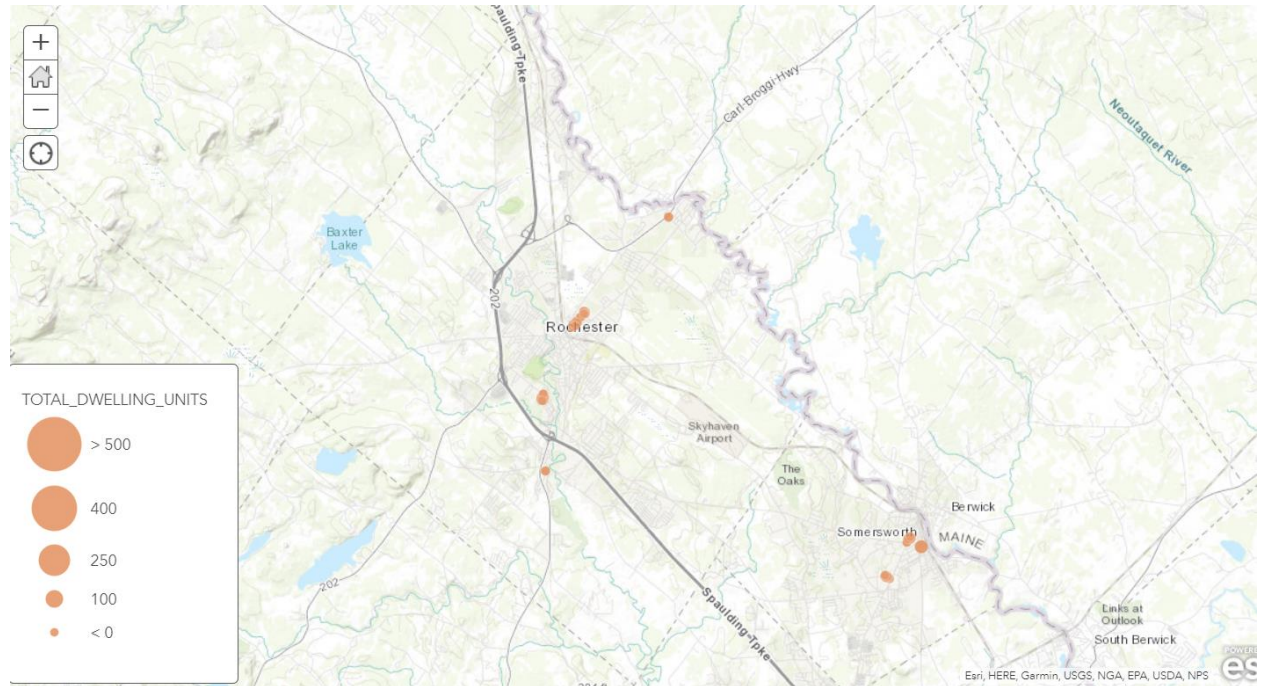 +
−
Spaulding-Tpke
Carl-Broggi-Hwy
Neoutaquet River
Baxter
Lake
202
Rochester
TOTAL_DWELLING_UNITS
> 500
400
250
100
< 0
Skyhaven
Airport
The
Oaks
Berwick
Somersworth
MAINE
202
Spaulding-Tpke
Links at
Outlook
South Berwick
Esri, HERE, Garmin, USGS, NGA, EPA, USDA, NPS
POWERE
es